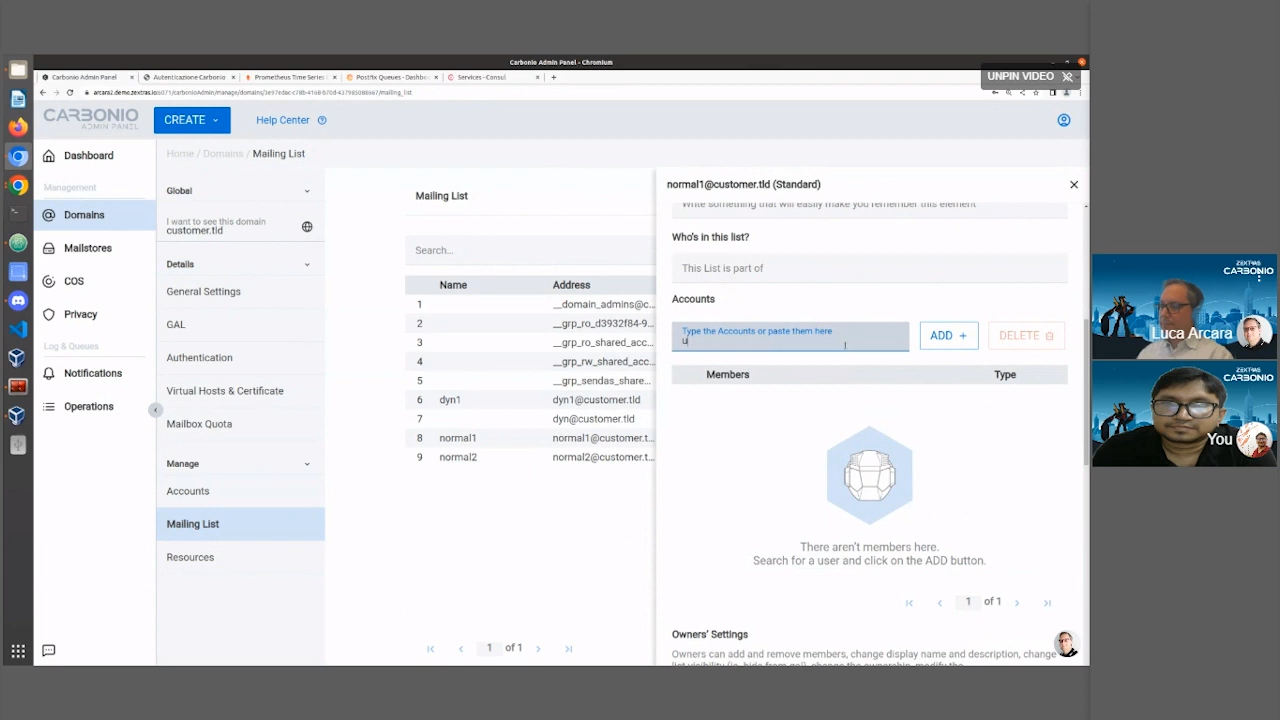 Carbonio Admin Panel - Chromium
Carbonio Admin Panel
Autenticazione Carbonio
Prometheus Time Series
Postfix Queues - Dashbo
Services - Consul
UNPIN VIDEO
CARBONIO
ADMIN PANEL
CREATE
Help Center
Home / Domains / Mailing List
Dashboard
Management
Domains
Mailstores
COS
Privacy
Log & Queues
Notifications
Operations
Global
I want to see this domain
customer.tld
Details
General Settings
GAL
Authentication
Virtual Hosts & Certificate
Mailbox Quota
Manage
Accounts
Mailing List
Resources
Mailing List
Search…
Name Address
1 __domain_admins@c…
2 __grp_ro_d3932f84-9…
3 __grp_ro_shared_acc…
4 __grp_rw_shared_acc…
5 __grp_sendas_share…
6 dyn1 dyn1@customer.tld
7 dyn@customer.tld
8 normal1 normal1@customer.t…
9 normal2 normal2@customer.t…
1 of 1
normal1@customer.tld (Standard)
Write something that will easily make you remember this element
Who's in this list?
This List is part of
Accounts
Type the Accounts or paste them here
u
ADD +
DELETE
Members Type
There aren't members here.
Search for a user and click on the ADD button.
1 of 1
Owners' Settings
Owners can add and remove members, change display name and description, change
ZEXTRAS
CARBONIO
Luca Arcara
ZEXTRAS
CARBONIO
You